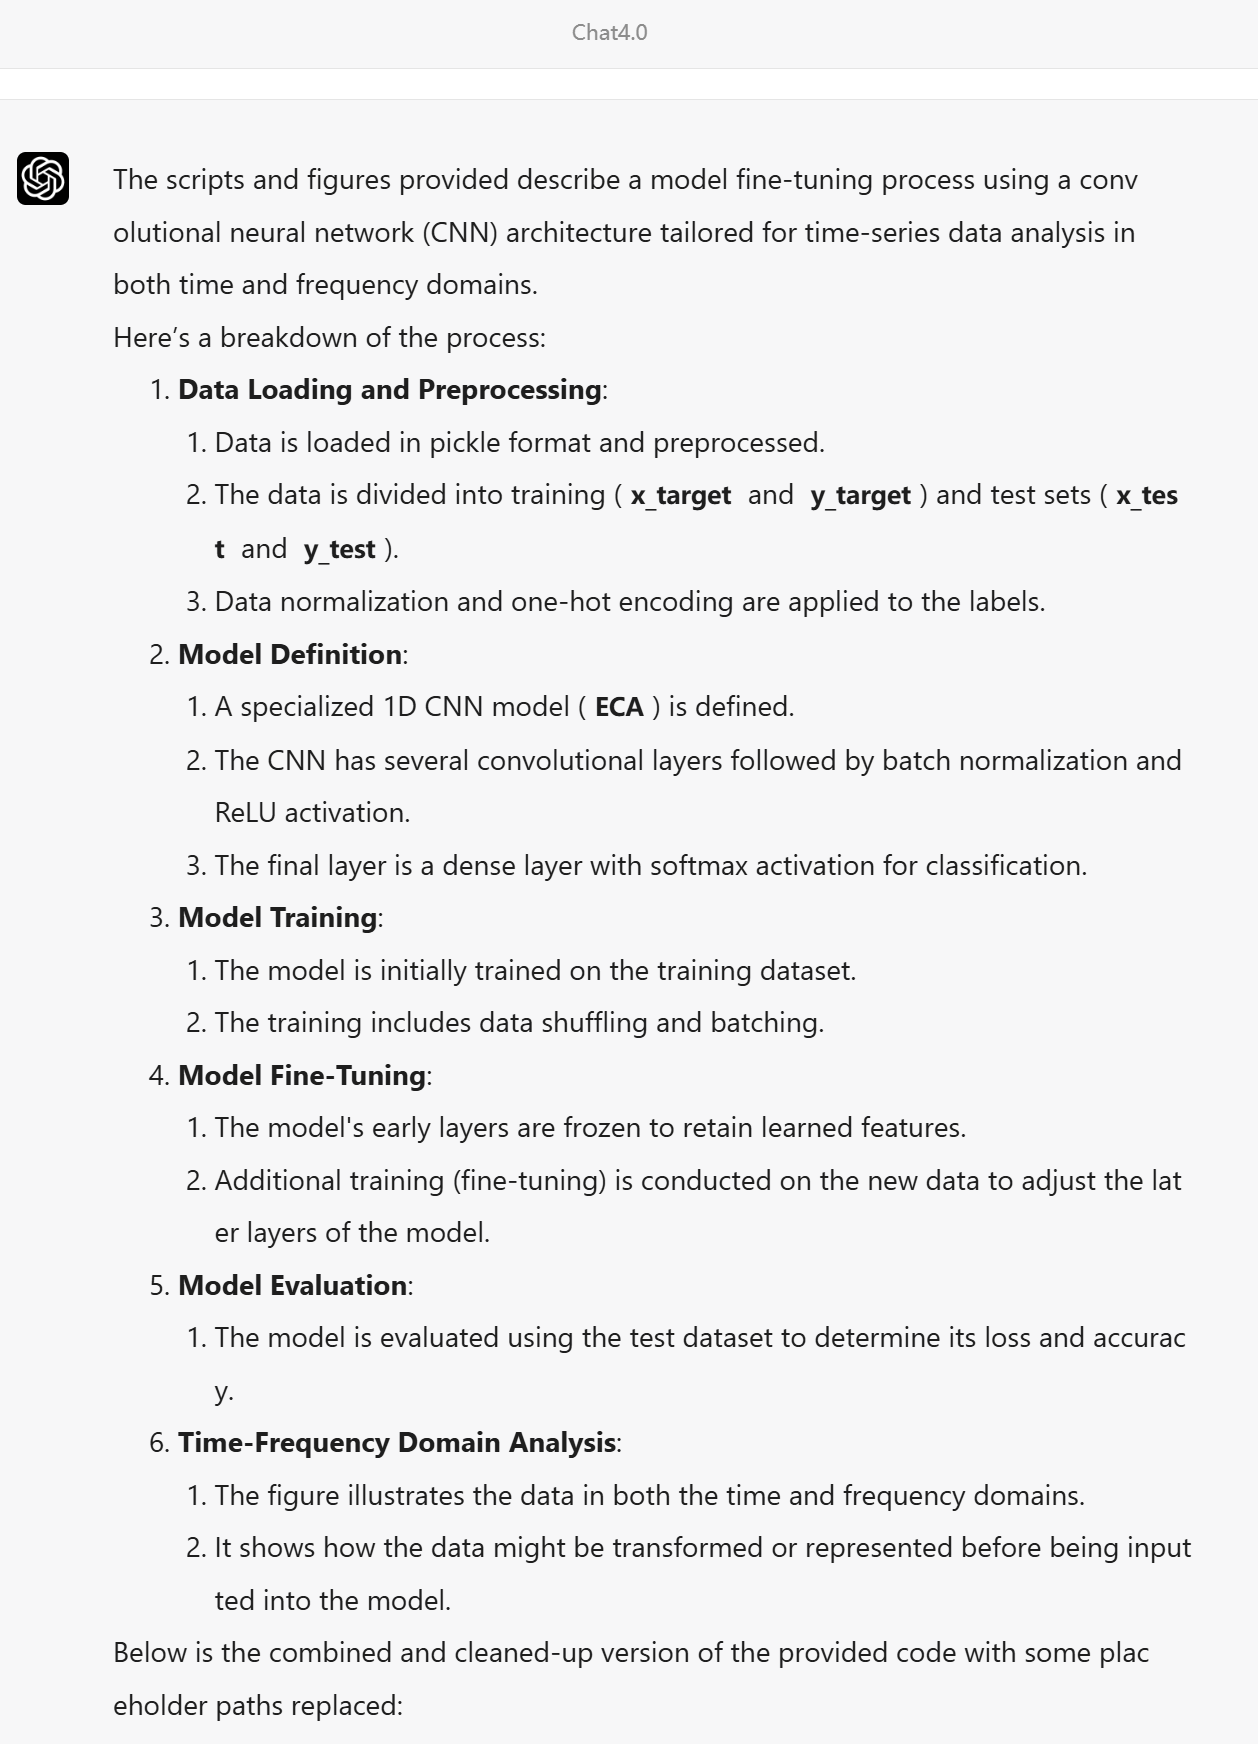 Chat4.0
The scripts and figures provided describe a model fine-tuning process using a conv
olutional neural network (CNN) architecture tailored for time-series data analysis in
both time and frequency domains.
Here’s a breakdown of the process:
1. Data Loading and Preprocessing:
1. Data is loaded in pickle format and preprocessed.
2. The data is divided into training ( x_target and y_target ) and test sets ( x_tes
t and y_test ).
3. Data normalization and one-hot encoding are applied to the labels.
2. Model Definition:
1. A specialized 1D CNN model ( ECA ) is defined.
2. The CNN has several convolutional layers followed by batch normalization and
ReLU activation.
3. The final layer is a dense layer with softmax activation for classification.
3. Model Training:
1. The model is initially trained on the training dataset.
2. The training includes data shuffling and batching.
4. Model Fine-Tuning:
1. The model's early layers are frozen to retain learned features.
2. Additional training (fine-tuning) is conducted on the new data to adjust the lat
er layers of the model.
5. Model Evaluation:
1. The model is evaluated using the test dataset to determine its loss and accurac
y.
6. Time-Frequency Domain Analysis:
1. The figure illustrates the data in both the time and frequency domains.
2. It shows how the data might be transformed or represented before being input
ted into the model.
Below is the combined and cleaned-up version of the provided code with some plac
eholder paths replaced: